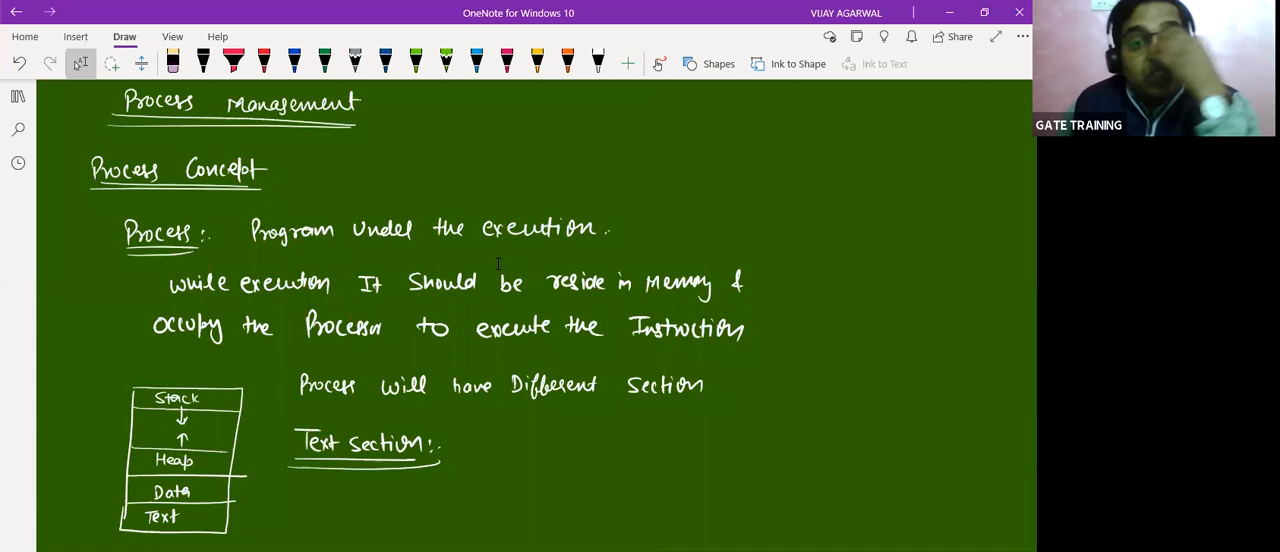 OneNote for Windows 10
VIJAY AGARWAL
Home Insert Draw View Help
Share
Shapes Ink to Shape Ink to Text
GATE TRAINING
Process Management
Process Concept
Process:. Program under the execution.
while execution It Should be reside in Memory &
occupy the Processor to execute the Instruction
Process will have Different Section
Text section:.
Stack
Heap
Data
Text